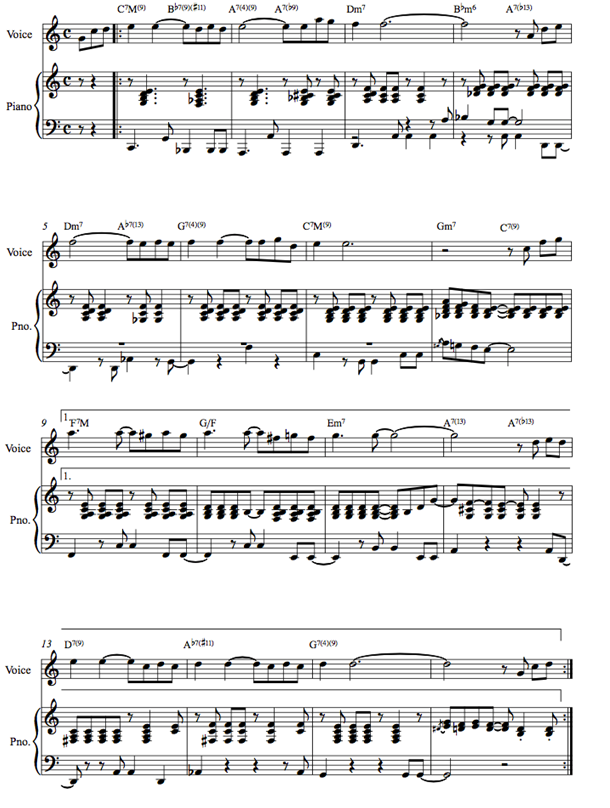 C7M(9) B♭7(9)(♯11) A7(4)(9) A7(♭9) Dm7 B♭m6 A7(♭13)
Voice
Piano
5 Dm7 A♭7(13) G7(4)(9) C7M(9) Gm7 C7(9)
Voice
Pno.
9 1. F7M G/F Em7 A7(13) A7(♭13)
Voice
1.
Pno.
13 D7(9) A♭7(♯11) G7(4)(9)
Voice
Pno.